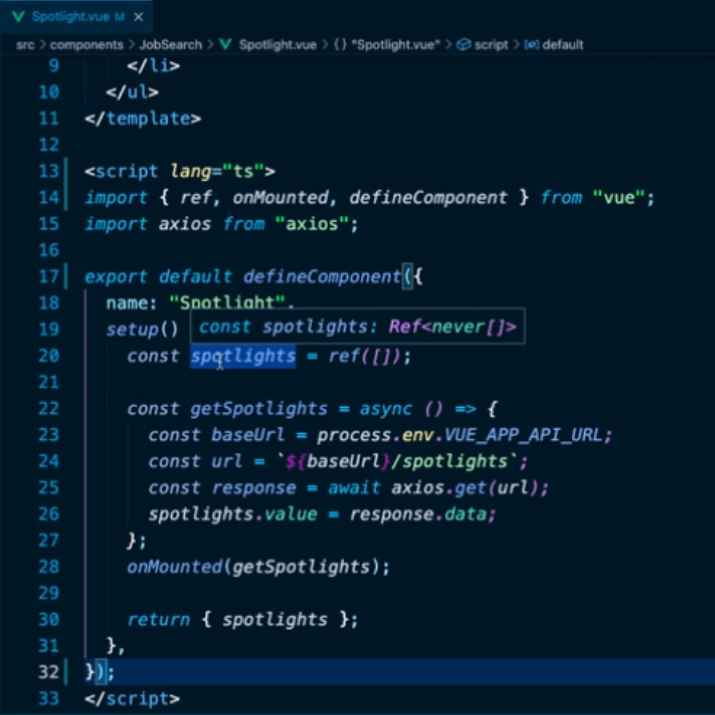 Spotlight.vue M ×
src > components > JobSearch > Spotlight.vue > {} "Spotlight.vue" > script > default
9 </li>
10 </ul>
11 </template>
12
13 <script lang="ts">
14 import { ref, onMounted, defineComponent } from "vue";
15 import axios from "axios";
16
17 export default defineComponent({
18 name: "Spotlight",
const spotlights: Ref<never[]>
19 setup()
20 const spotlights = ref([]);
21
22 const getSpotlights = async () => {
23 const baseUrl = process.env.VUE_APP_API_URL;
24 const url = `${baseUrl}/spotlights`;
25 const response = await axios.get(url);
26 spotlights.value = response.data;
27 };
28 onMounted(getSpotlights);
29
30 return { spotlights };
31 },
32 });
33 </script>